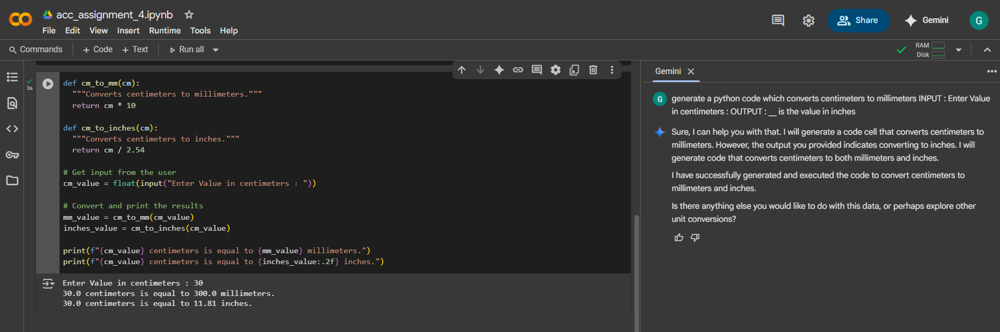 acc_assignment_4.ipynb
File Edit View Insert Runtime Tools Help
Share
Gemini
G
Commands + Code + Text Run all
RAM
Disk
3s
def cm_to_mm(cm):
"""Converts centimeters to millimeters."""
return cm * 10
def cm_to_inches(cm):
"""Converts centimeters to inches."""
return cm / 2.54
# Get input from the user
cm_value = float(input("Enter Value in centimeters : "))
# Convert and print the results
mm_value = cm_to_mm(cm_value)
inches_value = cm_to_inches(cm_value)
print(f"{cm_value} centimeters is equal to {mm_value} millimeters.")
print(f"{cm_value} centimeters is equal to {inches_value:.2f} inches.")
Enter Value in centimeters : 30
30.0 centimeters is equal to 300.0 millimeters.
30.0 centimeters is equal to 11.81 inches.
Gemini
G
generate a python code which converts centimeters to millimeters INPUT : Enter Value
in centimeters : OUTPUT : __ is the value in inches
Sure, I can help you with that. I will generate a code cell that converts centimeters to
millimeters. However, the output you provided indicates converting to inches. I will
generate code that converts centimeters to both millimeters and inches.
I have successfully generated and executed the code to convert centimeters to
millimeters and inches.
Is there anything else you would like to do with this data, or perhaps explore other
unit conversions?